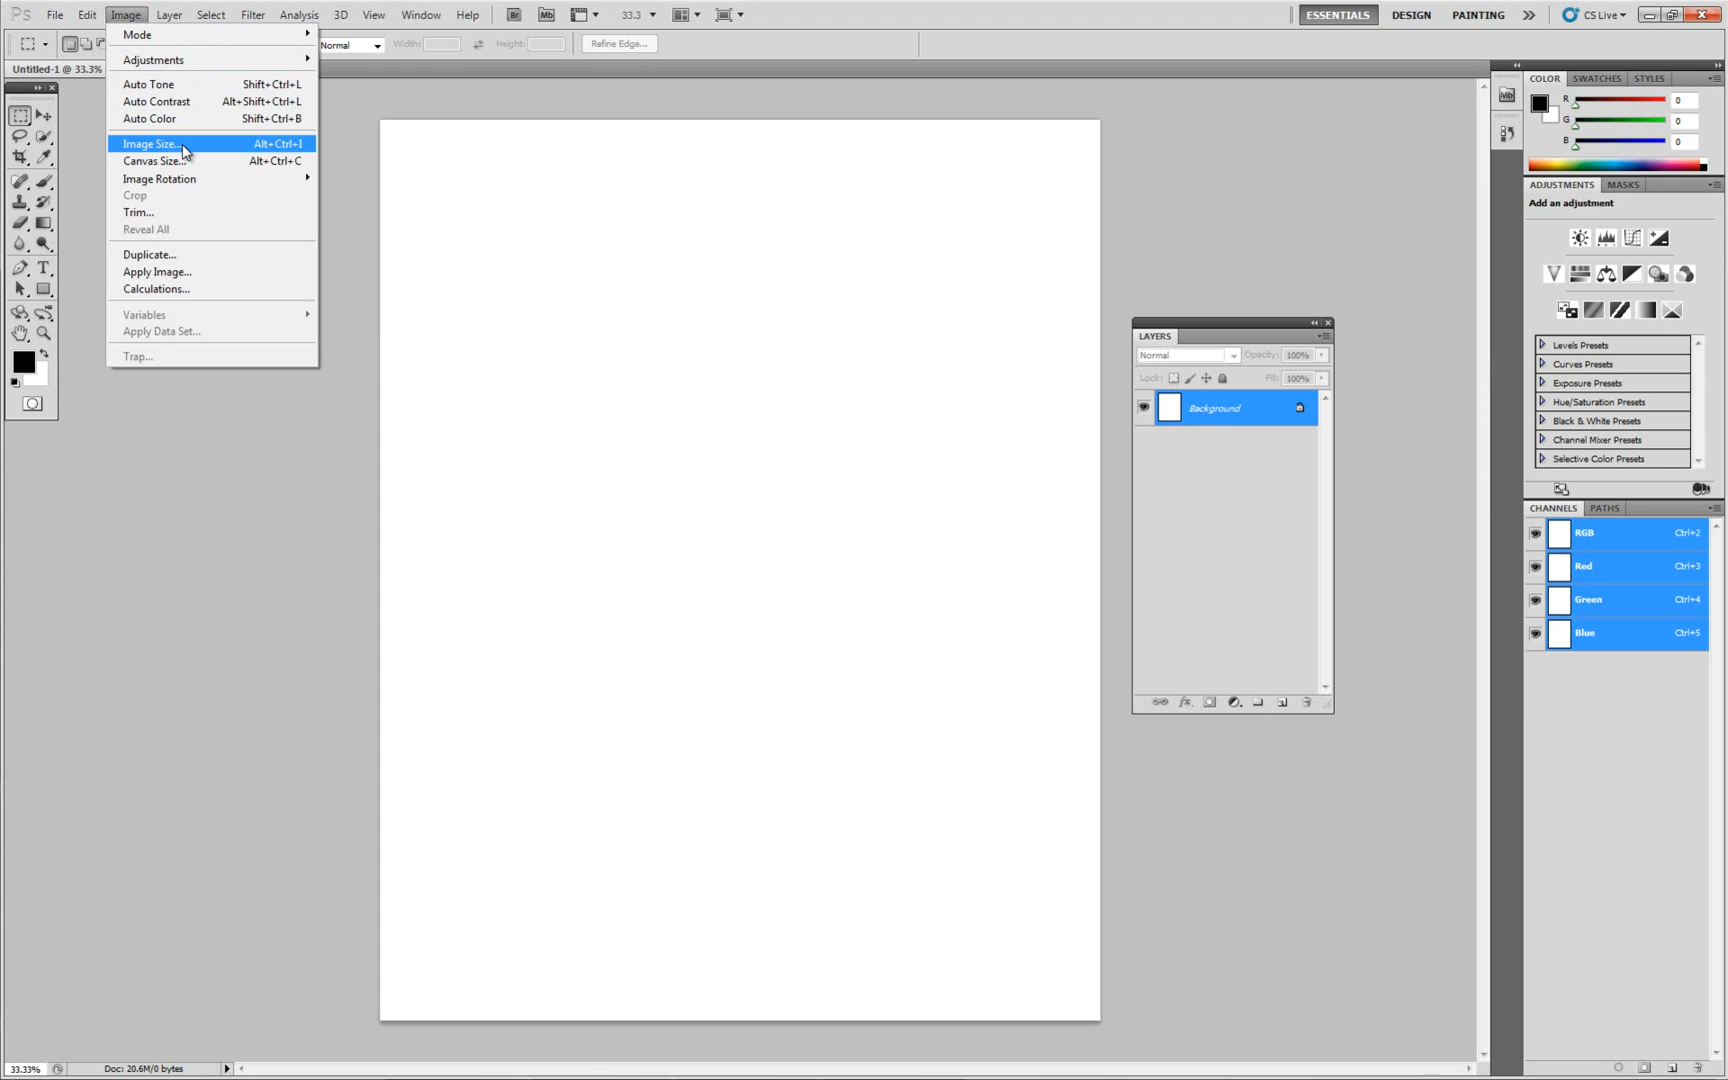 Ps File Edit Image Layer Select Filter Analysis 3D View Window Help Br Mb 33.3 ESSENTIALS DESIGN PAINTING CS Live
Normal Width: Height: Refine Edge...
Untitled-1 @ 33.3%
Mode
Adjustments
Auto Tone Shift+Ctrl+L
Auto Contrast Alt+Shift+Ctrl+L
Auto Color Shift+Ctrl+B
Image Size... Alt+Ctrl+I
Canvas Size... Alt+Ctrl+C
Image Rotation
Crop
Trim...
Reveal All
Duplicate...
Apply Image...
Calculations...
Variables
Apply Data Set...
Trap...
T
LAYERS
Normal Opacity: 100%
Lock: Fill: 100%
Background
fx
Mb
COLOR SWATCHES STYLES
R 0
G 0
B 0
ADJUSTMENTS MASKS
Add an adjustment
Levels Presets
Curves Presets
Exposure Presets
Hue/Saturation Presets
Black & White Presets
Channel Mixer Presets
Selective Color Presets
CHANNELS PATHS
RGB Ctrl+2
Red Ctrl+3
Green Ctrl+4
Blue Ctrl+5
33.33% Doc: 20.6M/0 bytes